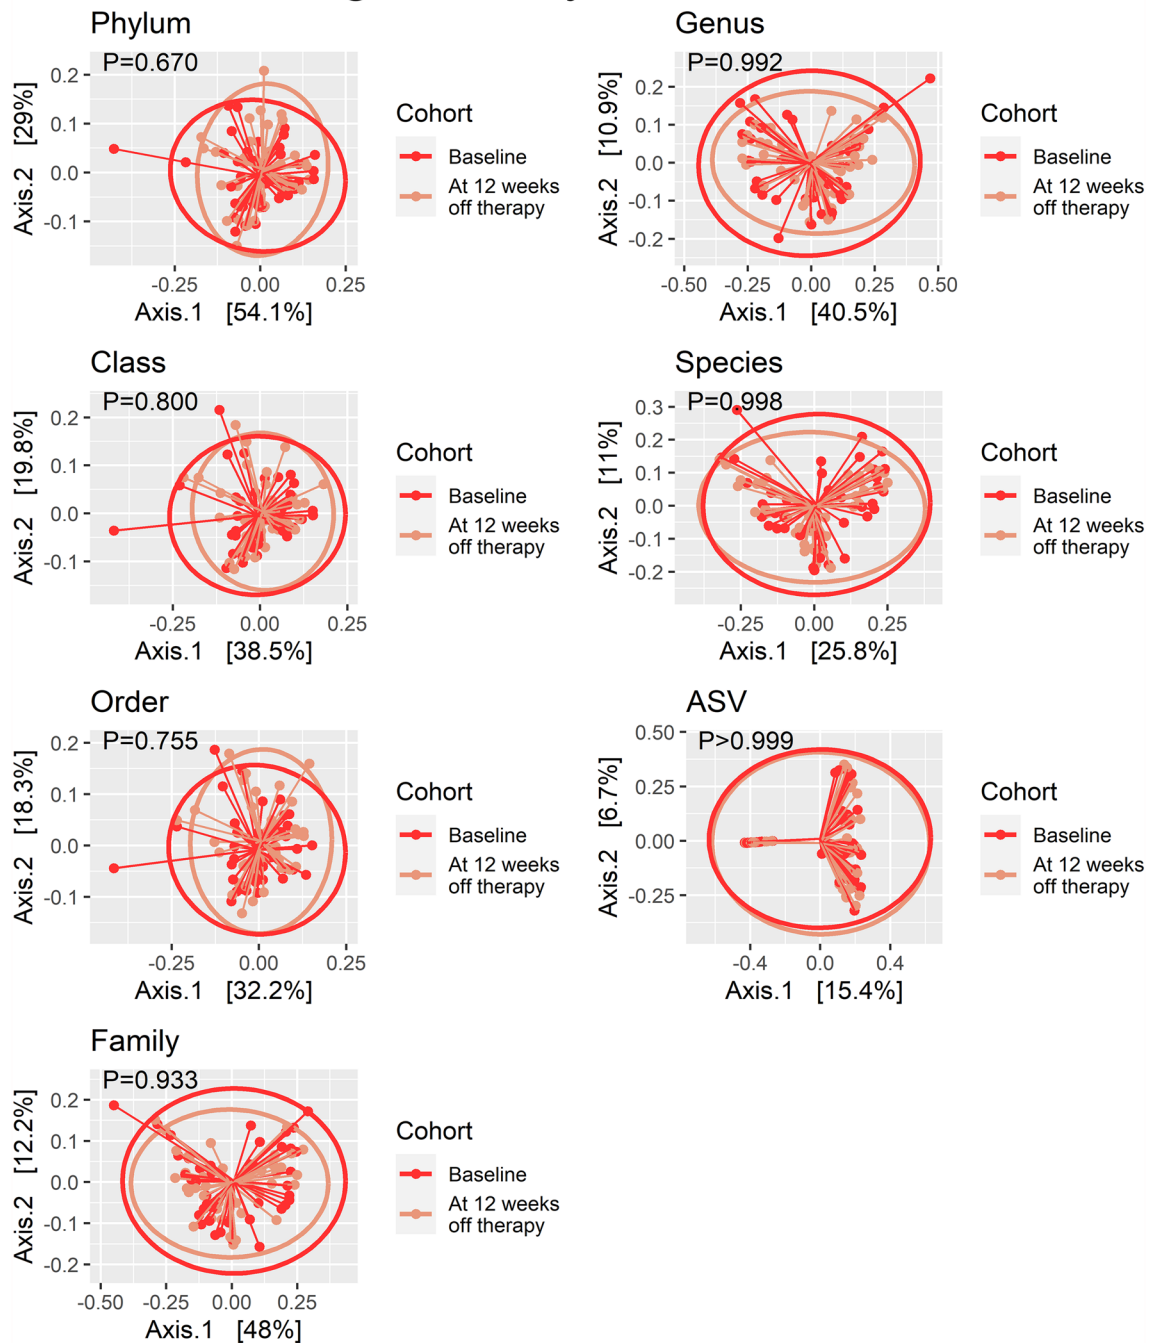 Phylum
P=0.670
0.2
0.1
0.0
-0.1
Axis.2 [29%]
-0.25 0.00 0.25
Axis.1 [54.1%]
Cohort
Baseline
At 12 weeks
off therapy
Genus
P=0.992
0.2
0.1
0.0
-0.1
-0.2
Axis.2 [10.9%]
-0.50 -0.25 0.00 0.25 0.50
Axis.1 [40.5%]
Cohort
Baseline
At 12 weeks
off therapy
Class
P=0.800
0.2
0.1
0.0
-0.1
Axis.2 [19.8%]
-0.25 0.00 0.25
Axis.1 [38.5%]
Cohort
Baseline
At 12 weeks
off therapy
Species
P=0.998
0.3
0.2
0.1
0.0
-0.1
-0.2
Axis.2 [11%]
-0.25 0.00 0.25
Axis.1 [25.8%]
Cohort
Baseline
At 12 weeks
off therapy
Order
P=0.755
0.2
0.1
0.0
-0.1
Axis.2 [18.3%]
-0.25 0.00 0.25
Axis.1 [32.2%]
Cohort
Baseline
At 12 weeks
off therapy
ASV
P>0.999
0.50
0.25
0.00
-0.25
Axis.2 [6.7%]
-0.4 0.0 0.4
Axis.1 [15.4%]
Cohort
Baseline
At 12 weeks
off therapy
Family
P=0.933
0.2
0.1
0.0
-0.1
-0.2
Axis.2 [12.2%]
-0.50 -0.25 0.00 0.25
Axis.1 [48%]
Cohort
Baseline
At 12 weeks
off therapy